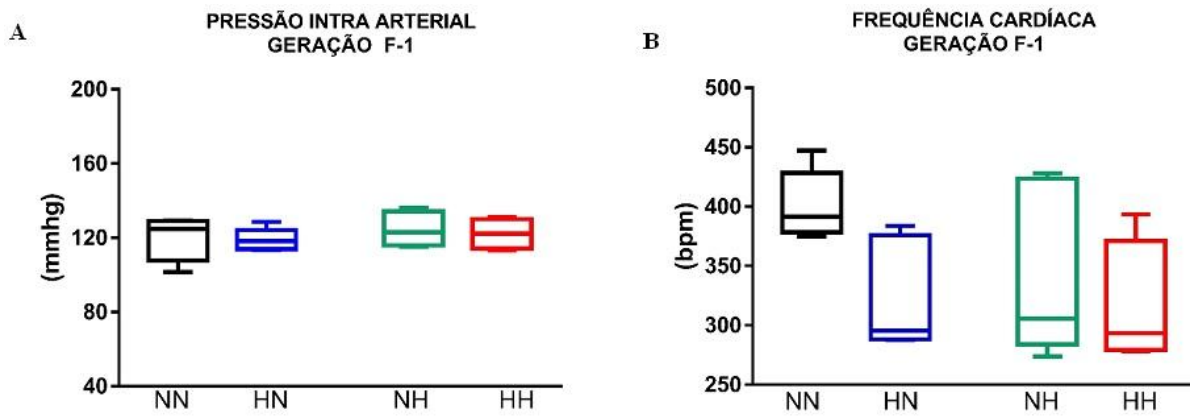 A
PRESSÃO INTRA ARTERIAL
GERAÇÃO F-1
200
160
120
80
40
(mmhg)
NN HN NH HH
B
FREQUÊNCIA CARDÍACA
GERAÇÃO F-1
500
450
400
350
300
250
(bpm)
NN HN NH HH